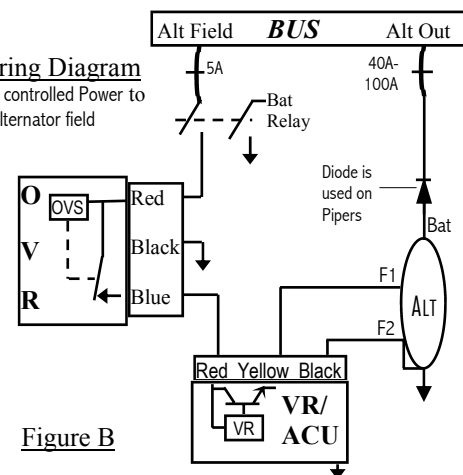 Alt Field BUS Alt Out
ring Diagram
controlled Power to
lternator field
5A
40A-
100A
Bat
Relay
Diode is
used on
Pipers
Bat
O
V
R
OVS
Red
Black
Blue
F1
F2
ALT
Red Yellow Black
VR
VR/
ACU
Figure B